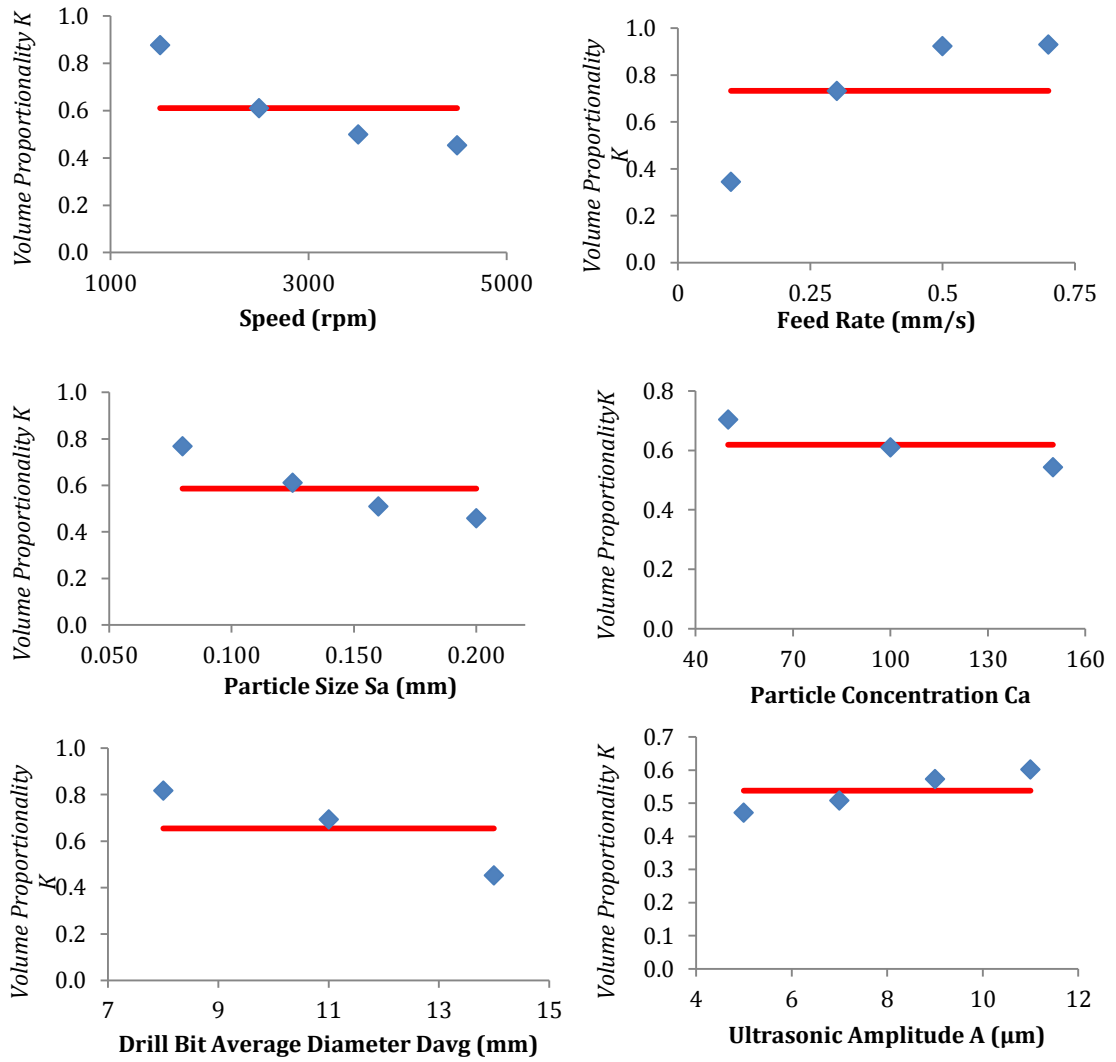 Volume Proportionality K
1.0
0.8
0.6
0.4
0.2
0.0
1000 3000 5000
Speed (rpm)
Volume Proportionality
K
1.0
0.8
0.6
0.4
0.2
0.0
0 0.25 0.5 0.75
Feed Rate (mm/s)
Volume Proportionality K
1.0
0.8
0.6
0.4
0.2
0.0
0.050 0.100 0.150 0.200
Particle Size Sa (mm)
Volume ProportionalityK
0.8
0.6
0.4
0.2
0.0
40 70 100 130 160
Particle Concentration Ca
Volume Proportionality
K
1.0
0.8
0.6
0.4
0.2
0.0
7 9 11 13 15
Drill Bit Average Diameter Davg (mm)
Volume Proportionality K
0.7
0.6
0.5
0.4
0.3
0.2
0.1
0.0
4 6 8 10 12
Ultrasonic Amplitude A (μm)